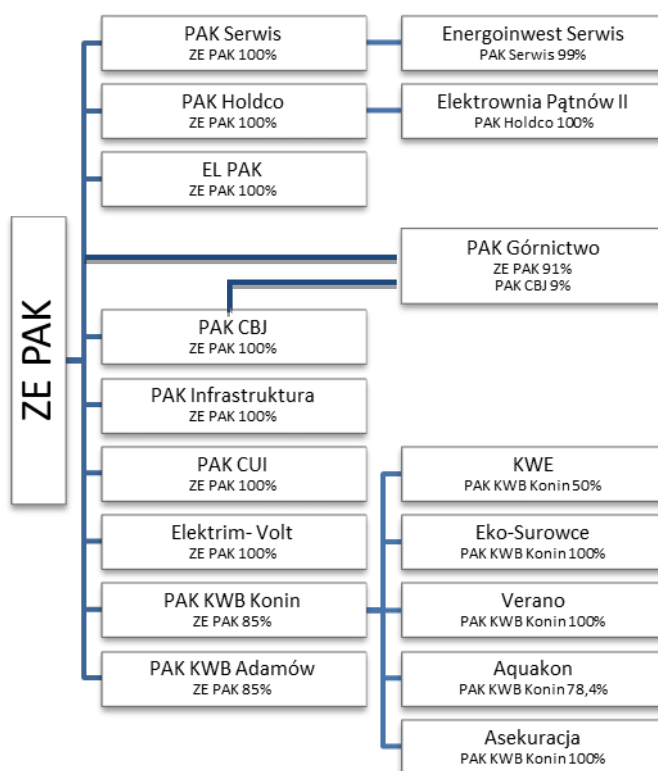 PAK Serwis
ZE PAK 100%
Energoinwest Serwis
PAK Serwis 99%
PAK Holdco
ZE PAK 100%
Elektrownia Pątnów II
PAK Holdco 100%
EL PAK
ZE PAK 100%
PAK Górnictwo
ZE PAK 91%
PAK CBJ 9%
ZE PAK
PAK CBJ
ZE PAK 100%
PAK Infrastruktura
ZE PAK 100%
PAK CUI
ZE PAK 100%
KWE
PAK KWB Konin 50%
Elektrim- Volt
ZE PAK 100%
Eko-Surowce
PAK KWB Konin 100%
PAK KWB Konin
ZE PAK 85%
Verano
PAK KWB Konin 100%
PAK KWB Adamów
ZE PAK 85%
Aquakon
PAK KWB Konin 78,4%
Asekuracja
PAK KWB Konin 100%